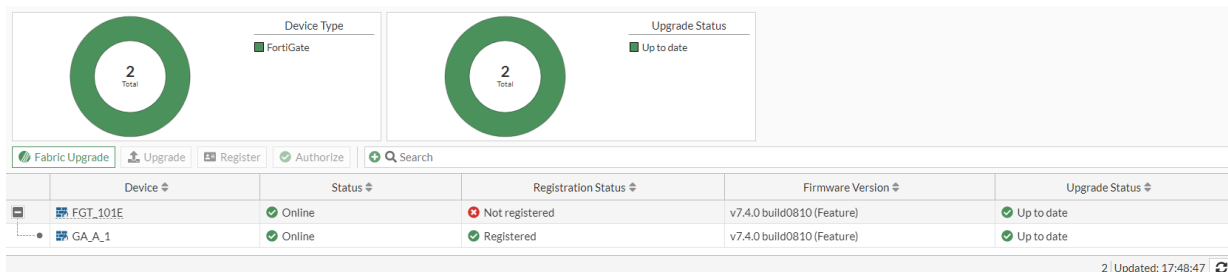 Device Type
FortiGate
2
Total
Upgrade Status
Up to date
2
Total
Fabric Upgrade Upgrade Register Authorize Search
Device Status Registration Status Firmware Version Upgrade Status
FGT_101E Online Not registered v7.4.0 build0810 (Feature) Up to date
GA_A_1 Online Registered v7.4.0 build0810 (Feature) Up to date
2 Updated: 17:48:47